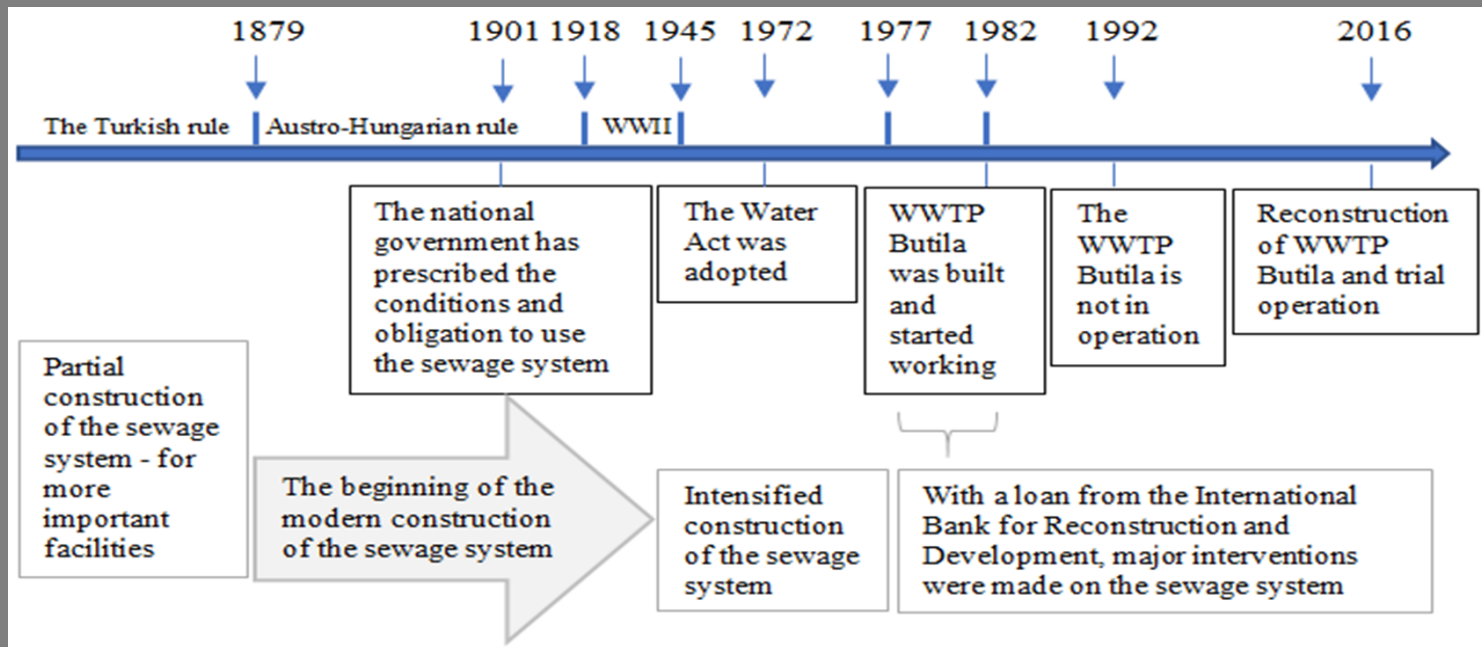 1879 1901 1918 1945 1972 1977 1982 1992 2016
The Turkish rule Austro-Hungarian rule WWII
The national
government has
prescribed the
conditions and
obligation to use
the sewage system
The Water
Act was
adopted
WWTP
Butila
was built
and
started
working
The
WWTP
Butila is
not in
operation
Reconstruction
of WWTP
Butila and trial
operation
Partial
construction
of the sewage
system - for
more
important
facilities
The beginning of the
modern construction
of the sewage system
Intensified
construction
of the sewage
system
With a loan from the International
Bank for Reconstruction and
Development, major interventions
were made on the sewage system